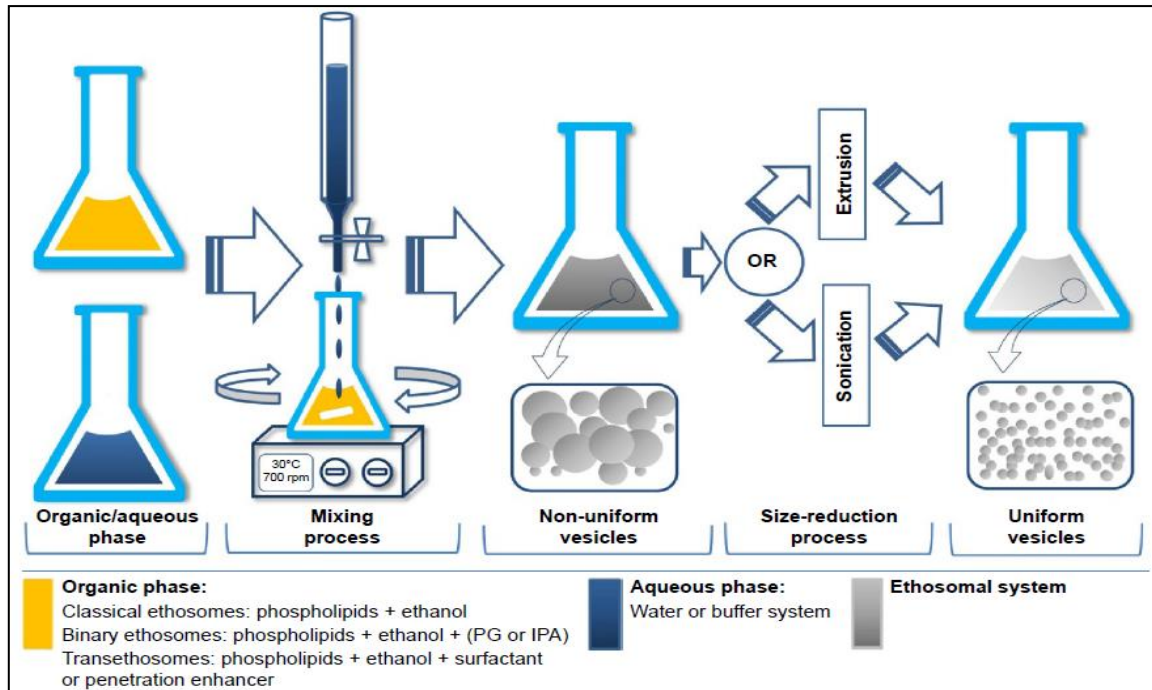 Extrusion
OR
Sonication
30°C
700 rpm
Organic/aqueous
phase
Mixing
process
Non-uniform
vesicles
Size-reduction
process
Uniform
vesicles
Organic phase:
Classical ethosomes: phospholipids + ethanol
Binary ethosomes: phospholipids + ethanol + (PG or IPA)
Transethosomes: phospholipids + ethanol + surfactant
or penetration enhancer
Aqueous phase:
Water or buffer system
Ethosomal system